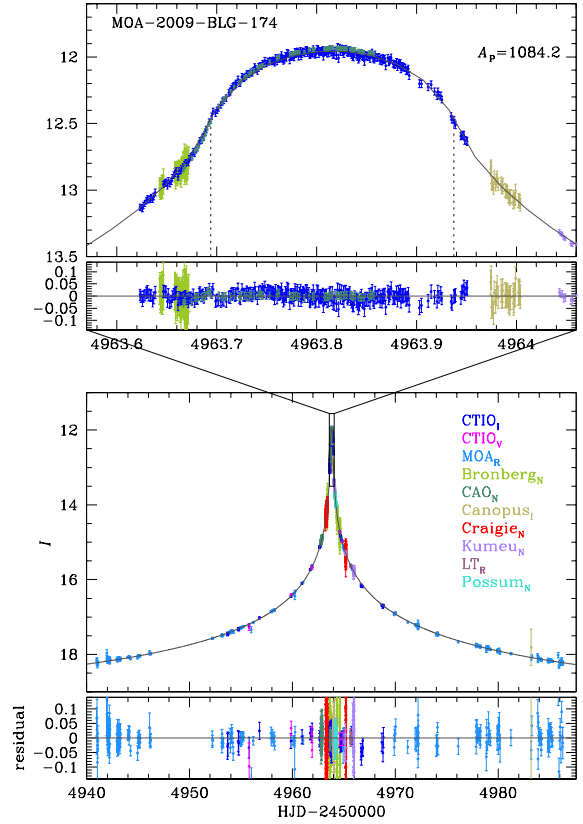 MOA-2009-BLG-174
A_P=1084.2
12
12.5
13
13.5
0.1
0.05
0
-0.05
-0.1
4963.6 4963.7 4963.8 4963.9 4964
12
14
16
18
I
CTIO_I
CTIO_V
MOA_R
Bronberg_N
CAO_N
Canopus_I
Craigie_N
Kumeu_N
LT_R
Possum_N
residual
0.1
0.05
0
-0.05
-0.1
4940 4950 4960 4970 4980
HJD-2450000